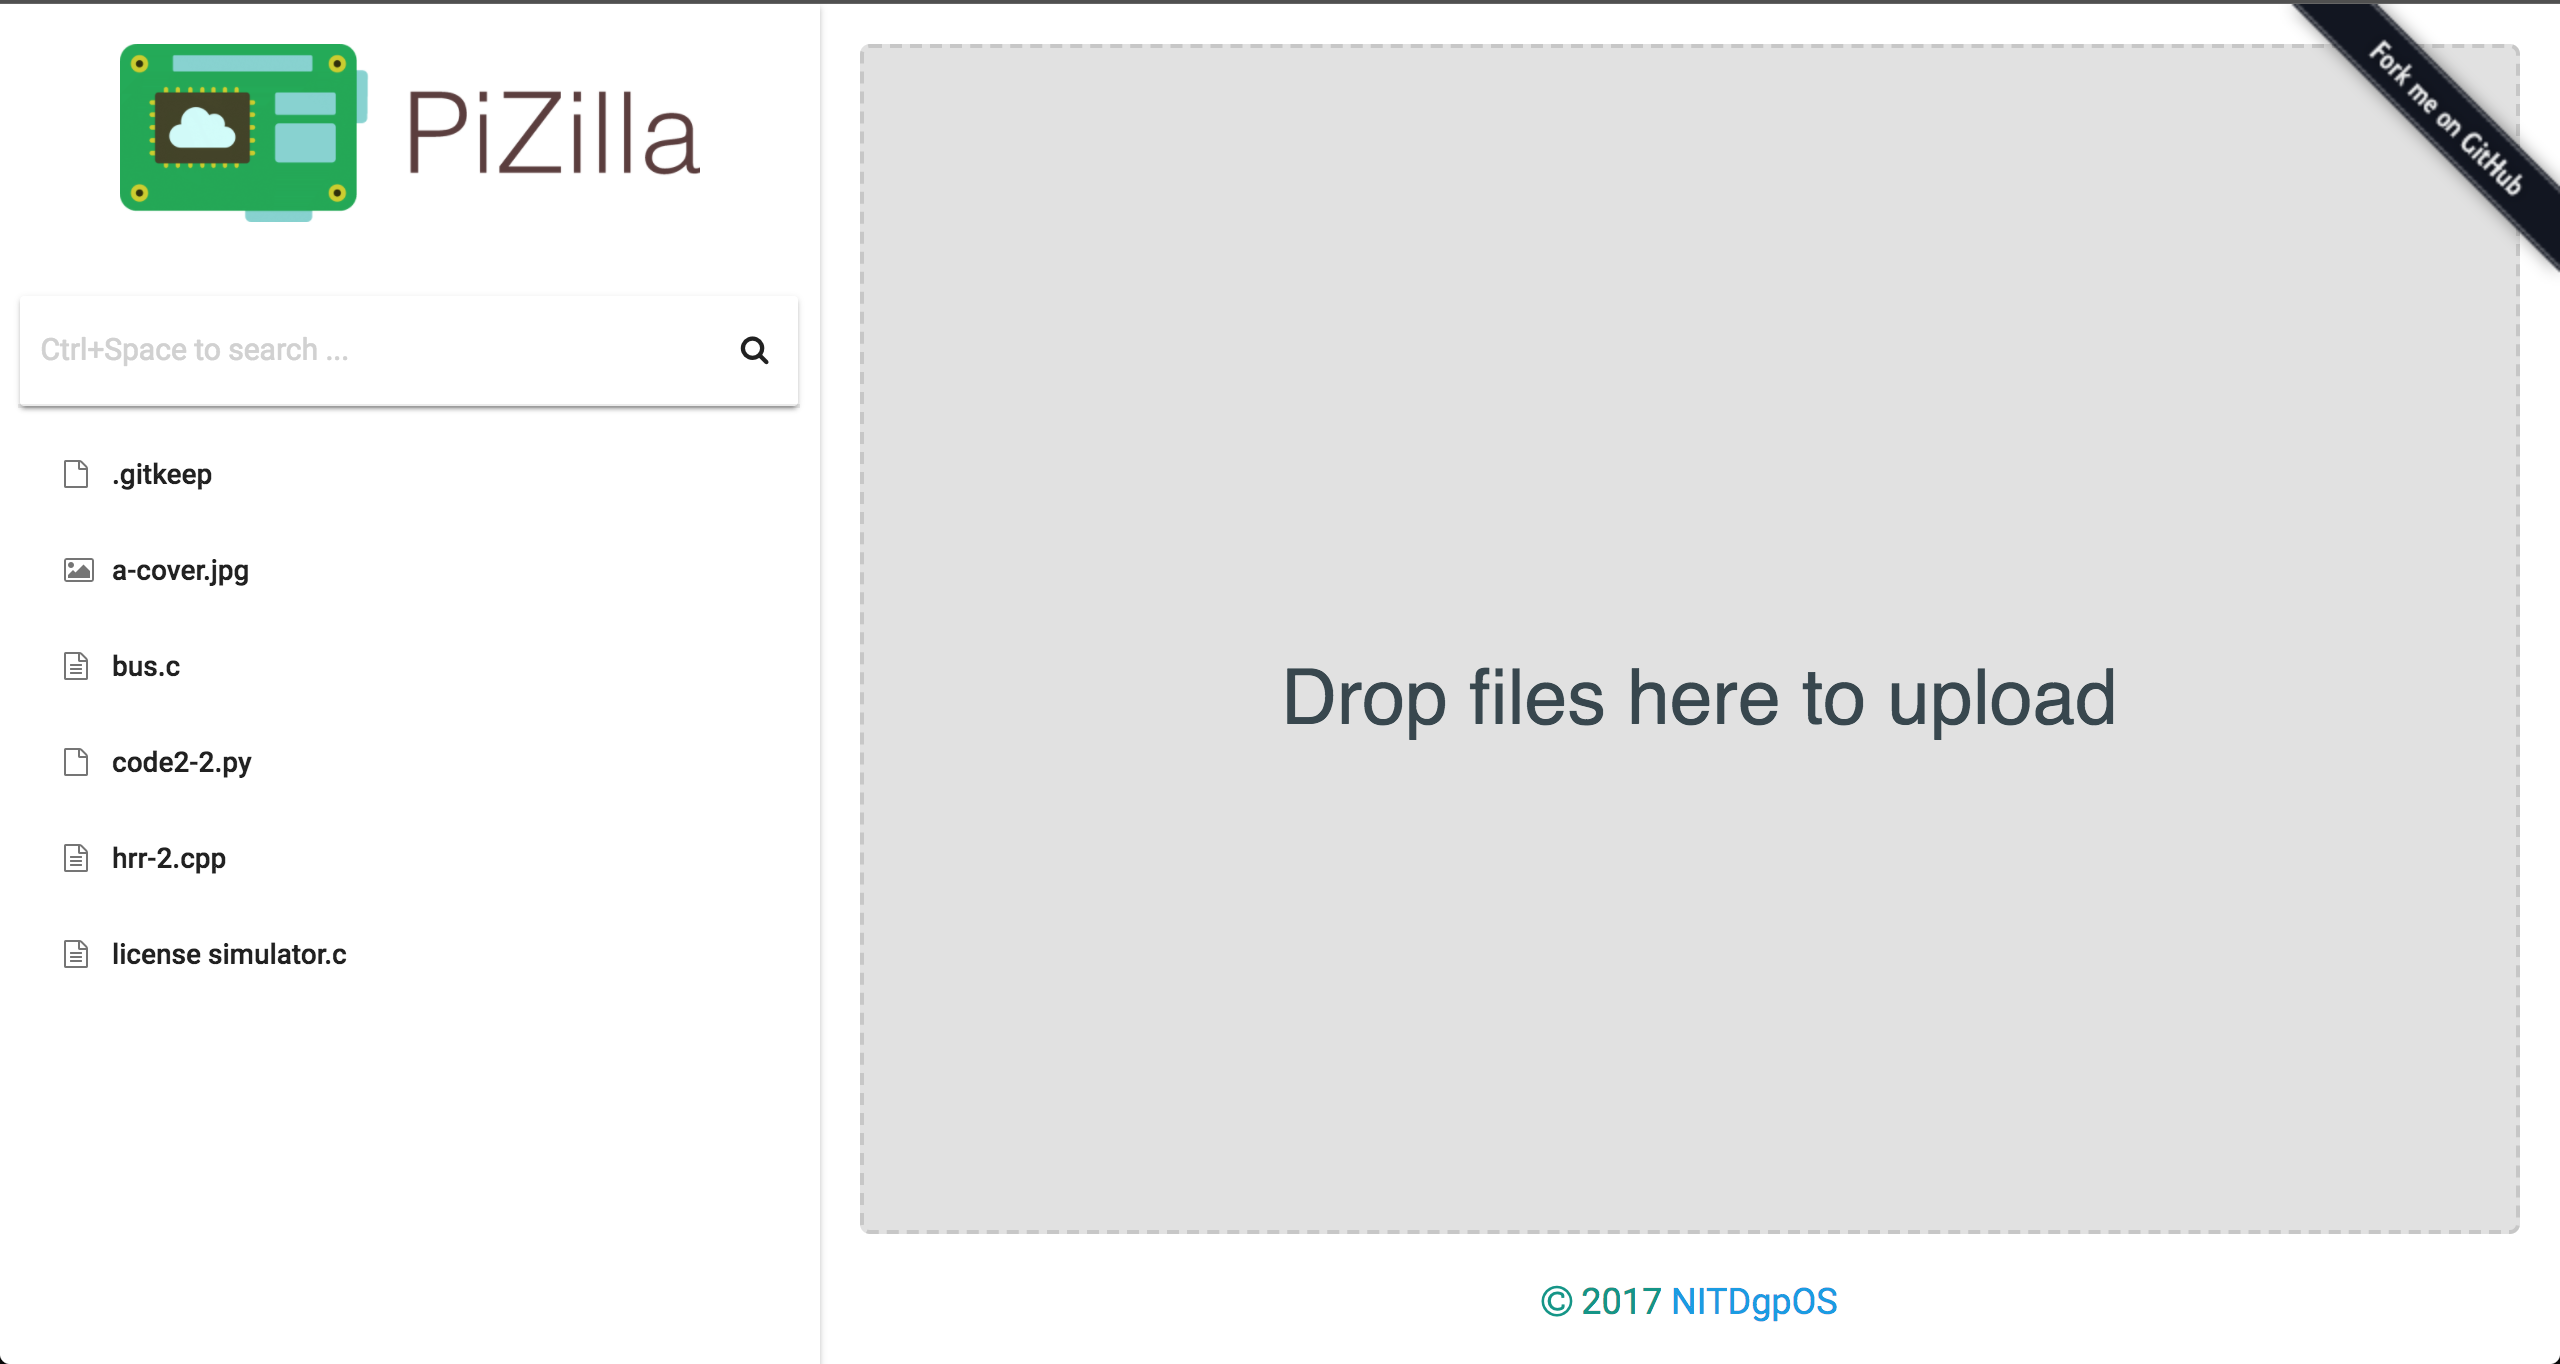 PiZilla
Ctrl+Space to search ...
.gitkeep
a-cover.jpg
bus.c
code2-2.py
hrr-2.cpp
license simulator.c
Fork me on GitHub
Drop files here to upload
© 2017 NITDgpOS